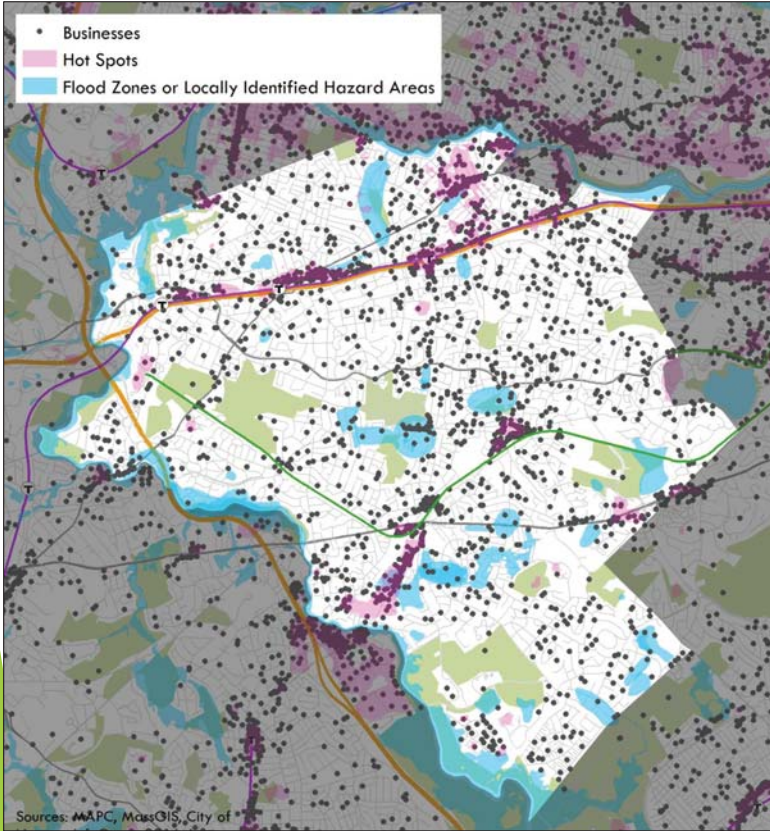 Businesses
Hot Spots
Flood Zones or Locally Identified Hazard Areas
T
T
T
T
T
Sources: MAPC, MassGIS, City of